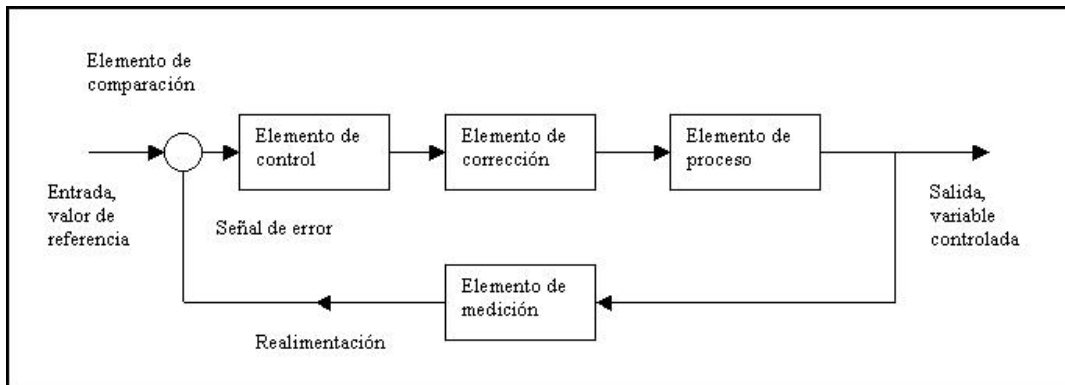 Elemento de
comparación
Elemento de
control
Elemento de
corrección
Elemento de
proceso
Entrada,
valor de
referencia
Señal de error
Salida,
variable
controlada
Elemento de
medición
Realimentación